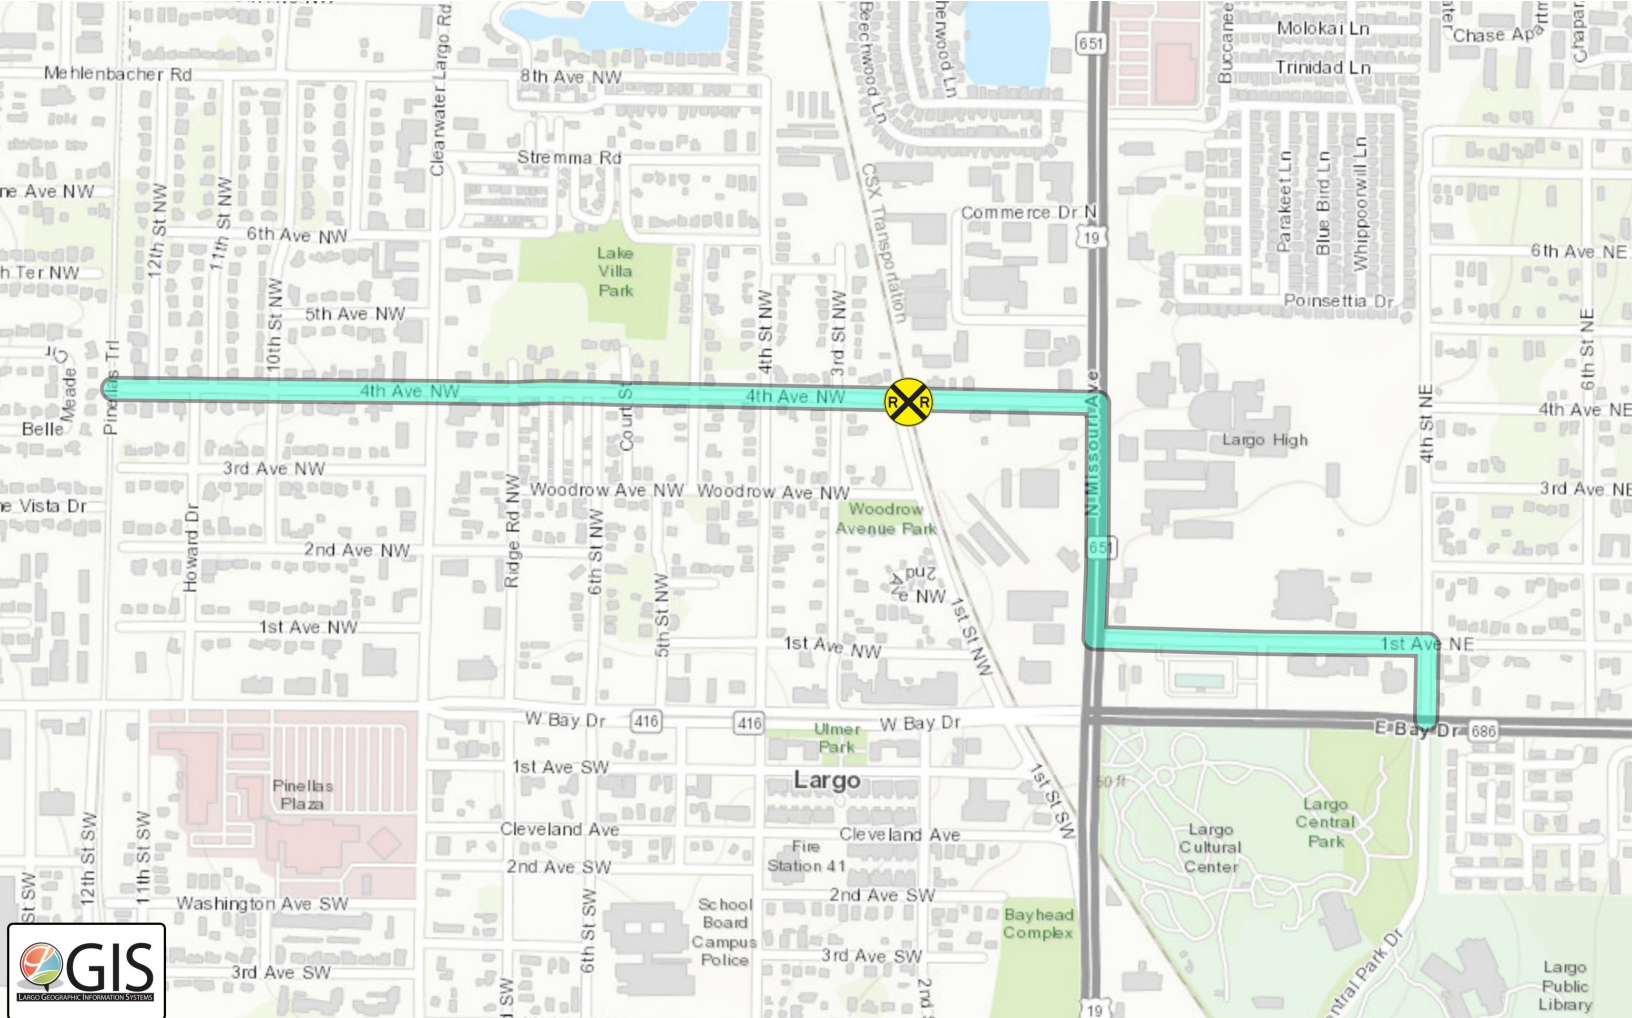 Mehlenbacher Rd
Clearwater Largo Rd
8th Ave NW
Beechwood Ln
651
Molokai Ln
Trinidad Ln
Chase
Stremma Rd
12th St NW
11th St NW
6th Ave NW
Lake
Villa
Park
CSX Transportation
Commerce Dr N
19
Parakeet Ln
Blue Bird Ln
Whippoorwill Ln
6th Ave NE
Ter NW
10th St NW
5th Ave NW
4th St NW
3rd St NW
Poinsettia Dr
6th St NE
Pinellas Trl
Meade
Belle
4th Ave NW
Court St
4th Ave NW
R R
N Missouri Ave
Largo High
4th St NE
4th Ave NE
3rd Ave NW
Vista Dr
Howard Dr
Ridge Rd NW
Woodrow Ave NW
Woodrow Ave NW
Woodrow
Avenue Park
3rd Ave NE
2nd Ave NW
6th St NW
5th St NW
2nd
Ave NW
1st St NW
651
1st Ave NW
1st Ave NW
1st Ave NE
W Bay Dr
416
416
W Bay Dr
Ulmer
Park
E Bay Dr
686
1st Ave SW
Largo
1st St SW
50 ft
Pinellas
Plaza
12th St SW
11th St SW
Cleveland Ave
Cleveland Ave
2nd Ave SW
Fire
Station 41
2nd Ave SW
Largo
Cultural
Center
Largo
Central
Park
St SW
Washington Ave SW
6th St SW
School
Board
Campus
Police
Bayhead
Complex
3rd Ave SW
3rd Ave SW
19
Largo
Public
Library
GIS
LARGO GEOGRAPHIC INFORMATION SYSTEMS